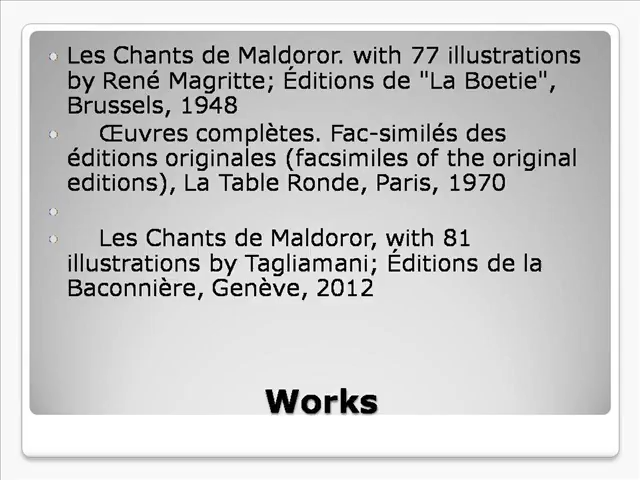 Les Chants de Maldoror. with 77 illustrations
by René Magritte; Éditions de "La Boetie",
Brussels, 1948
Œuvres complètes. Fac-similés des
éditions originales (facsimiles of the original
editions), La Table Ronde, Paris, 1970
Les Chants de Maldoror, with 81
illustrations by Tagliamani; Éditions de la
Baconnière, Genève, 2012
Works